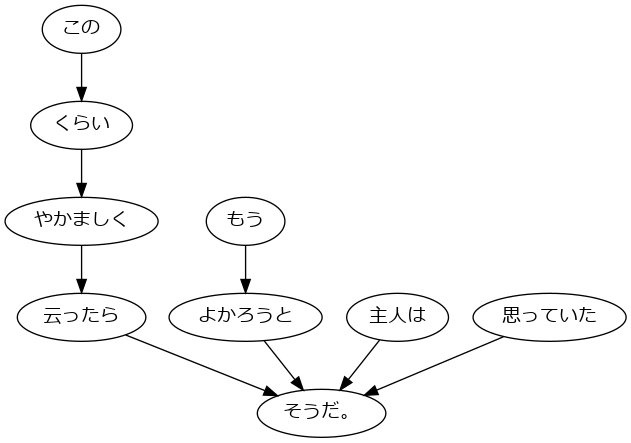 この
くらい
やかましく
もう
云ったら
よかろうと
主人は
思っていた
そうだ。